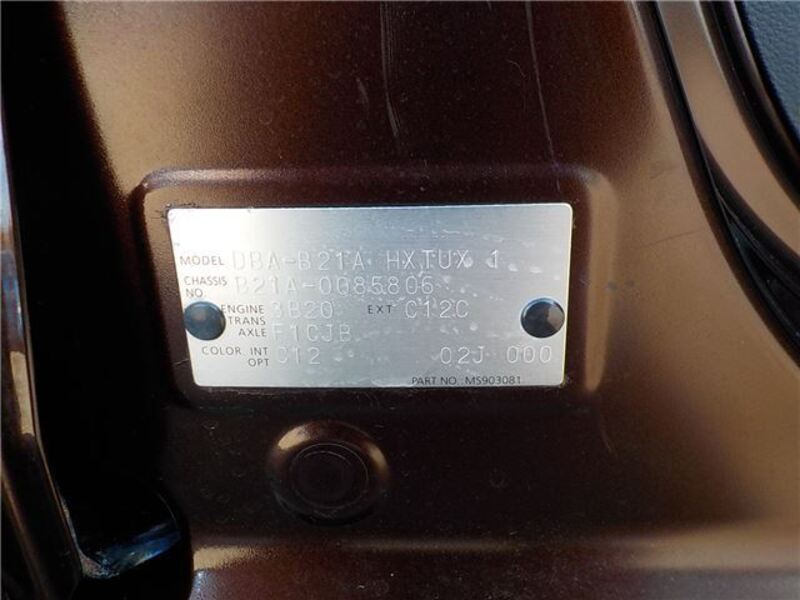 MODEL DBA-B21A HXTUX 1
CHASSIS NO. B21A-0085806
ENGINE 3B20 EXT C12C
TRANS AXLE F1CJB
COLOR INT OPT C12 02J 000
PART NO. MS903081